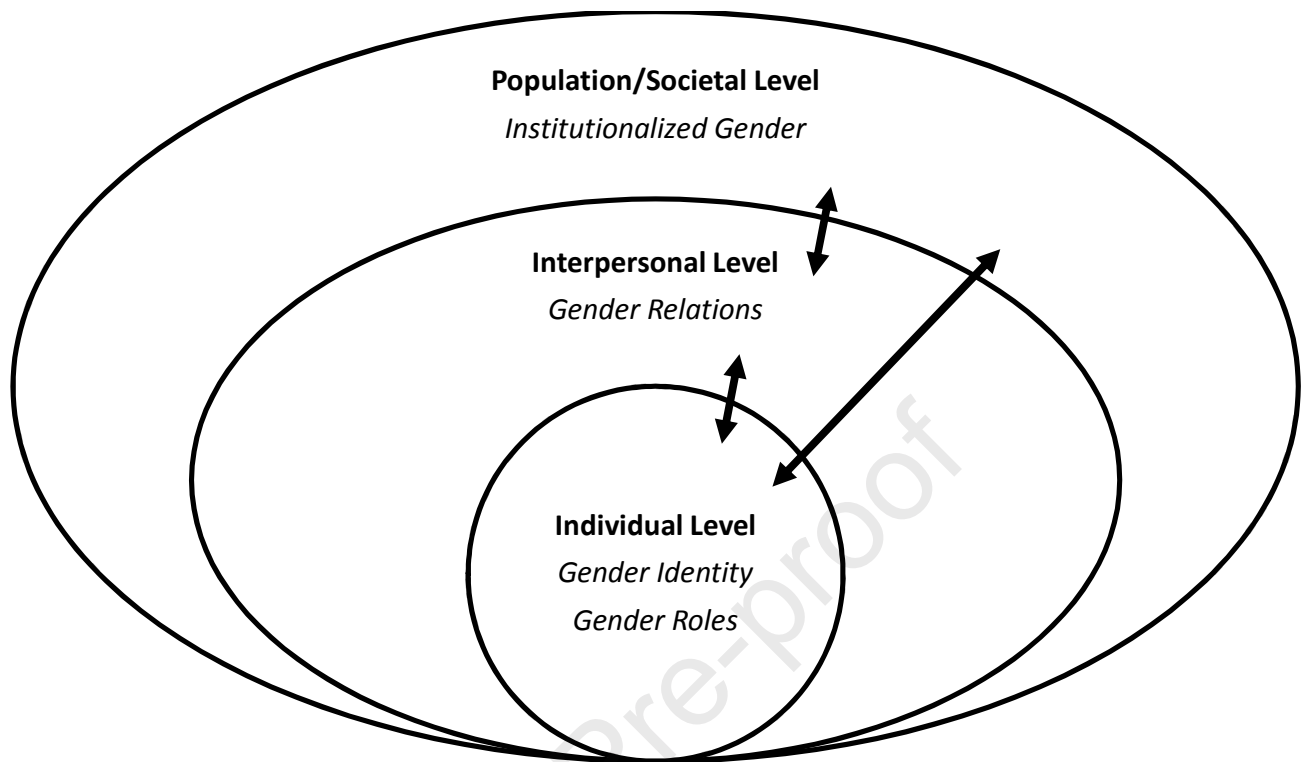 Population/Societal Level
Institutionalized Gender
Interpersonal Level
Gender Relations
Individual Level
Gender Identity
Gender Roles
Pre-proof